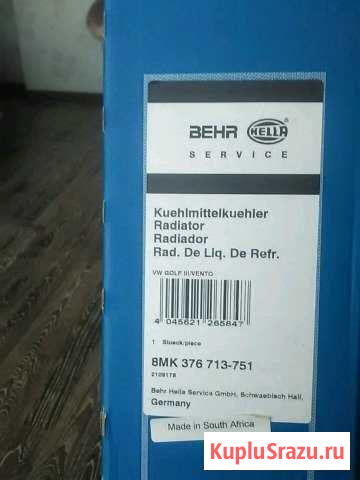 BEHR HELLA®
SERVICE
Kuehlmittelkuehler
Radiator
Radiador
Rad. De Liq. De Refr.
VW GOLF III/VENTO
4 045621 265847
1 Stueck/piece
8MK 376 713-751
2109178
Behr Hella Service GmbH, Schwaebisch Hall,
Germany
Made in South Africa
KupluSrazu.ru